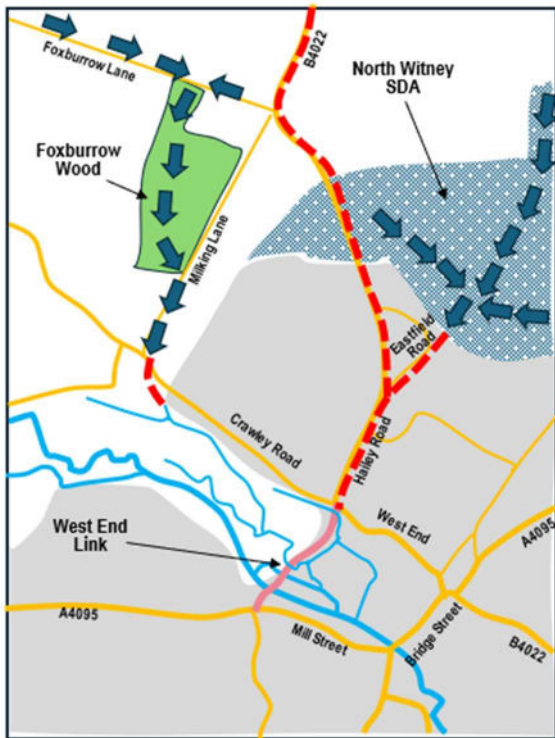 B4022
Foxburrow Lane
North Witney
SDA
Foxburrow
Wood
Milking Lane
Eastfield
Road
Crawley Road
Hailey Road
West End
Link
West End
A4095
A4095
Mill Street
Bridge Street
B4022